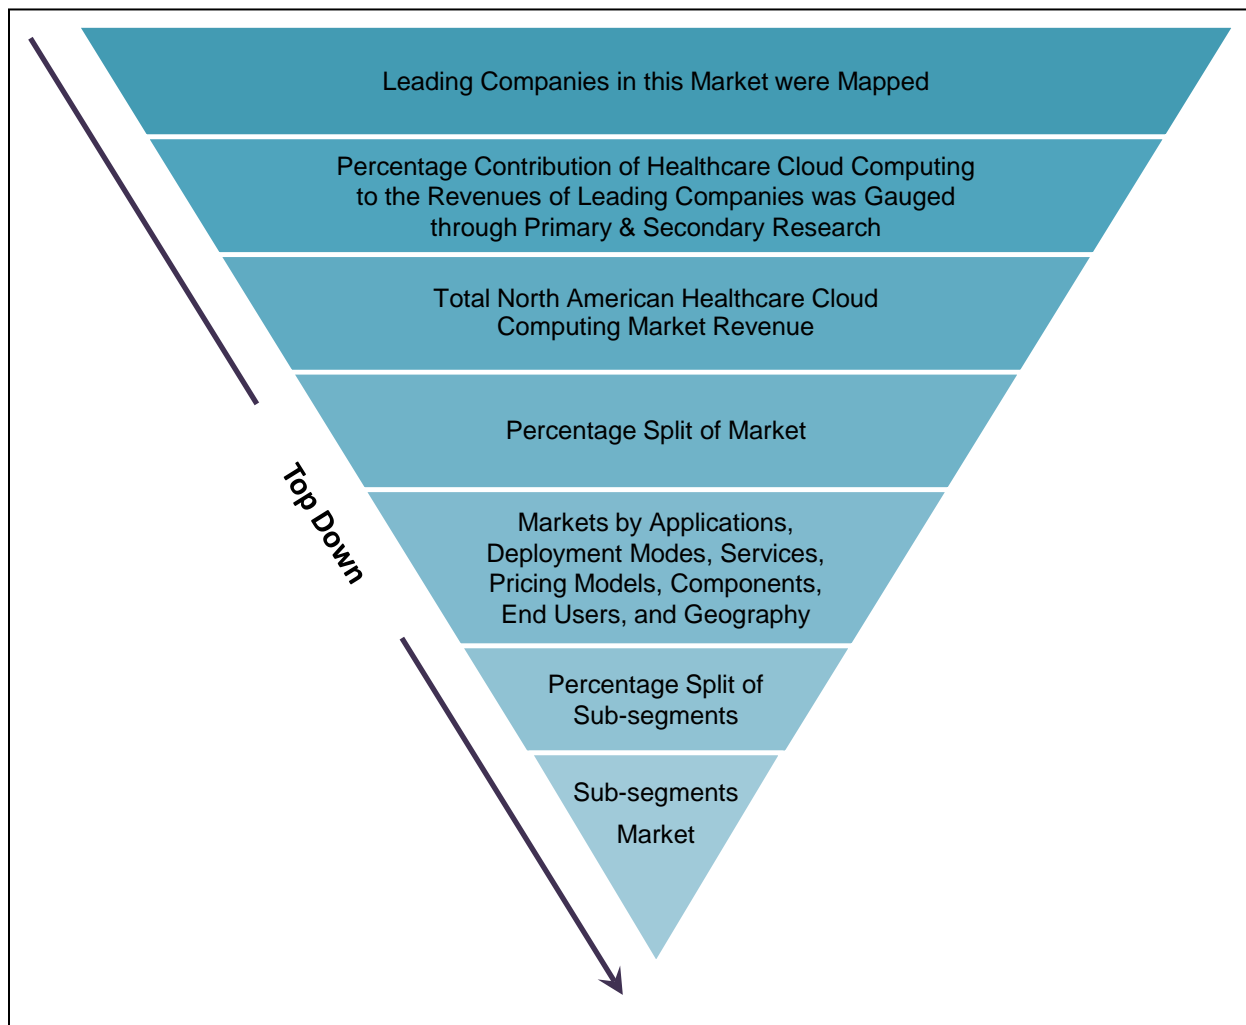 Leading Companies in this Market were Mapped
Percentage Contribution of Healthcare Cloud Computing
to the Revenues of Leading Companies was Gauged
through Primary & Secondary Research
Total North American Healthcare Cloud
Computing Market Revenue
Percentage Split of Market
Top Down
Markets by Applications,
Deployment Modes, Services,
Pricing Models, Components,
End Users, and Geography
Percentage Split of
Sub-segments
Sub-segments
Market